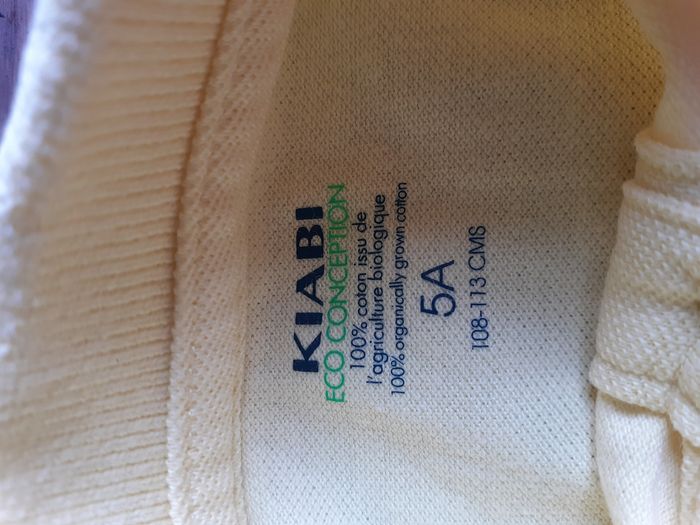 KIABI
ECO CONCEPTION
100% coton issu de
l'agriculture biologique
100% organically grown cotton
5A
108-113 CMS